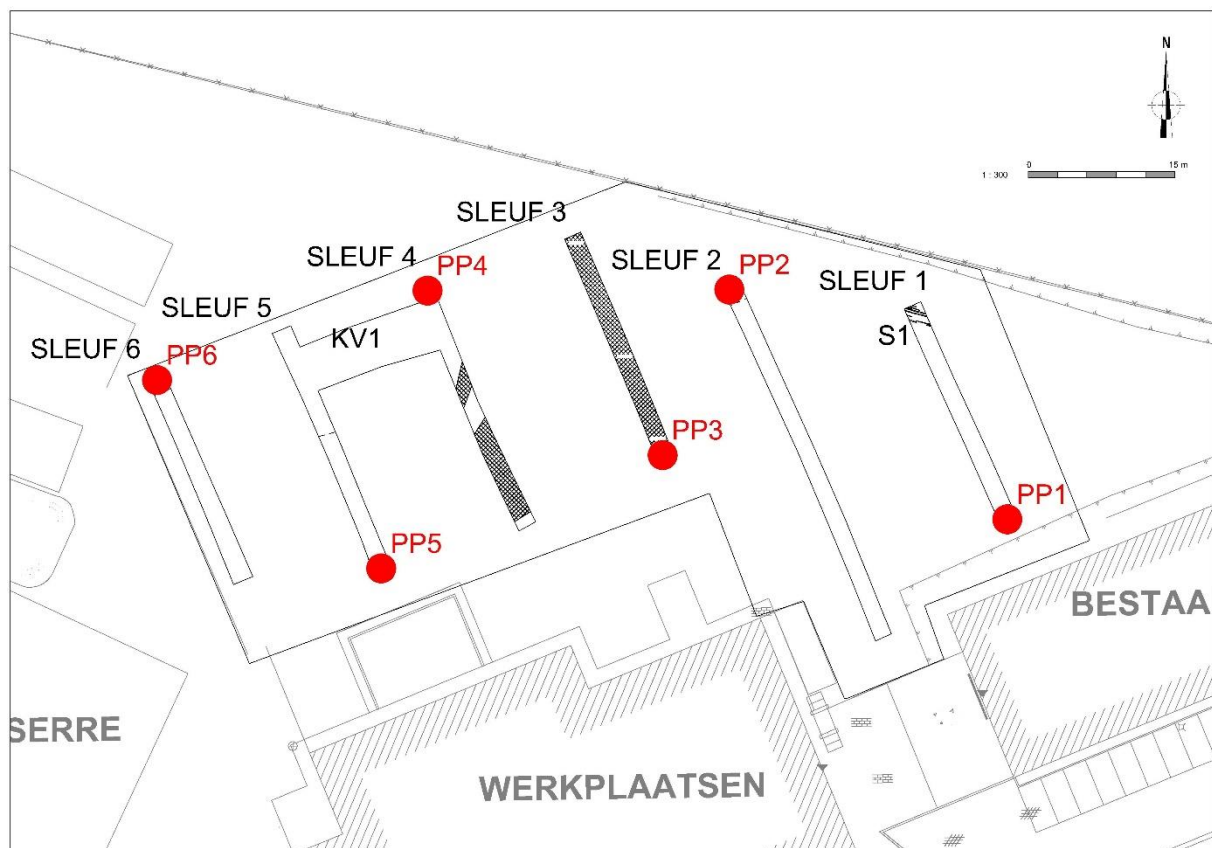 N
0 15 m
1 : 300
SLEUF 3
SLEUF 4
SLEUF 2
PP2
SLEUF 1
PP4
SLEUF 5
KV1
S1
SLEUF 6
PP6
PP3
PP1
PP5
BESTAA
SERRE
WERKPLAATSEN